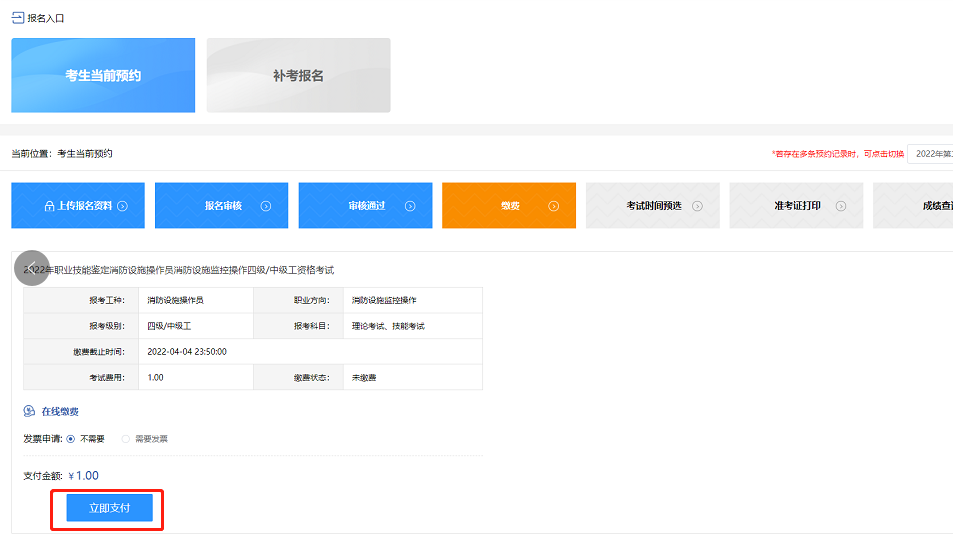 报名入口
考生当前预约
补考报名
当前位置：考生当前预约
*若存在多条预约记录时，可点击切换
2022年第
上传报名资料
报名审核
审核通过
缴费
考试时间预选
准考证打印
成绩查
2022年职业技能鉴定消防设施操作员消防设施监控操作四级/中级工资格考试
报考工种： 消防设施操作员 职业方向： 消防设施监控操作
报考级别： 四级/中级工 报考科目： 理论考试、技能考试
缴费截止时间： 2022-04-04 23:50:00
考试费用： 1.00 缴费状态： 未缴费
在线缴费
发票申请: 不需要 需要发票
支付金额: ￥1.00
立即支付